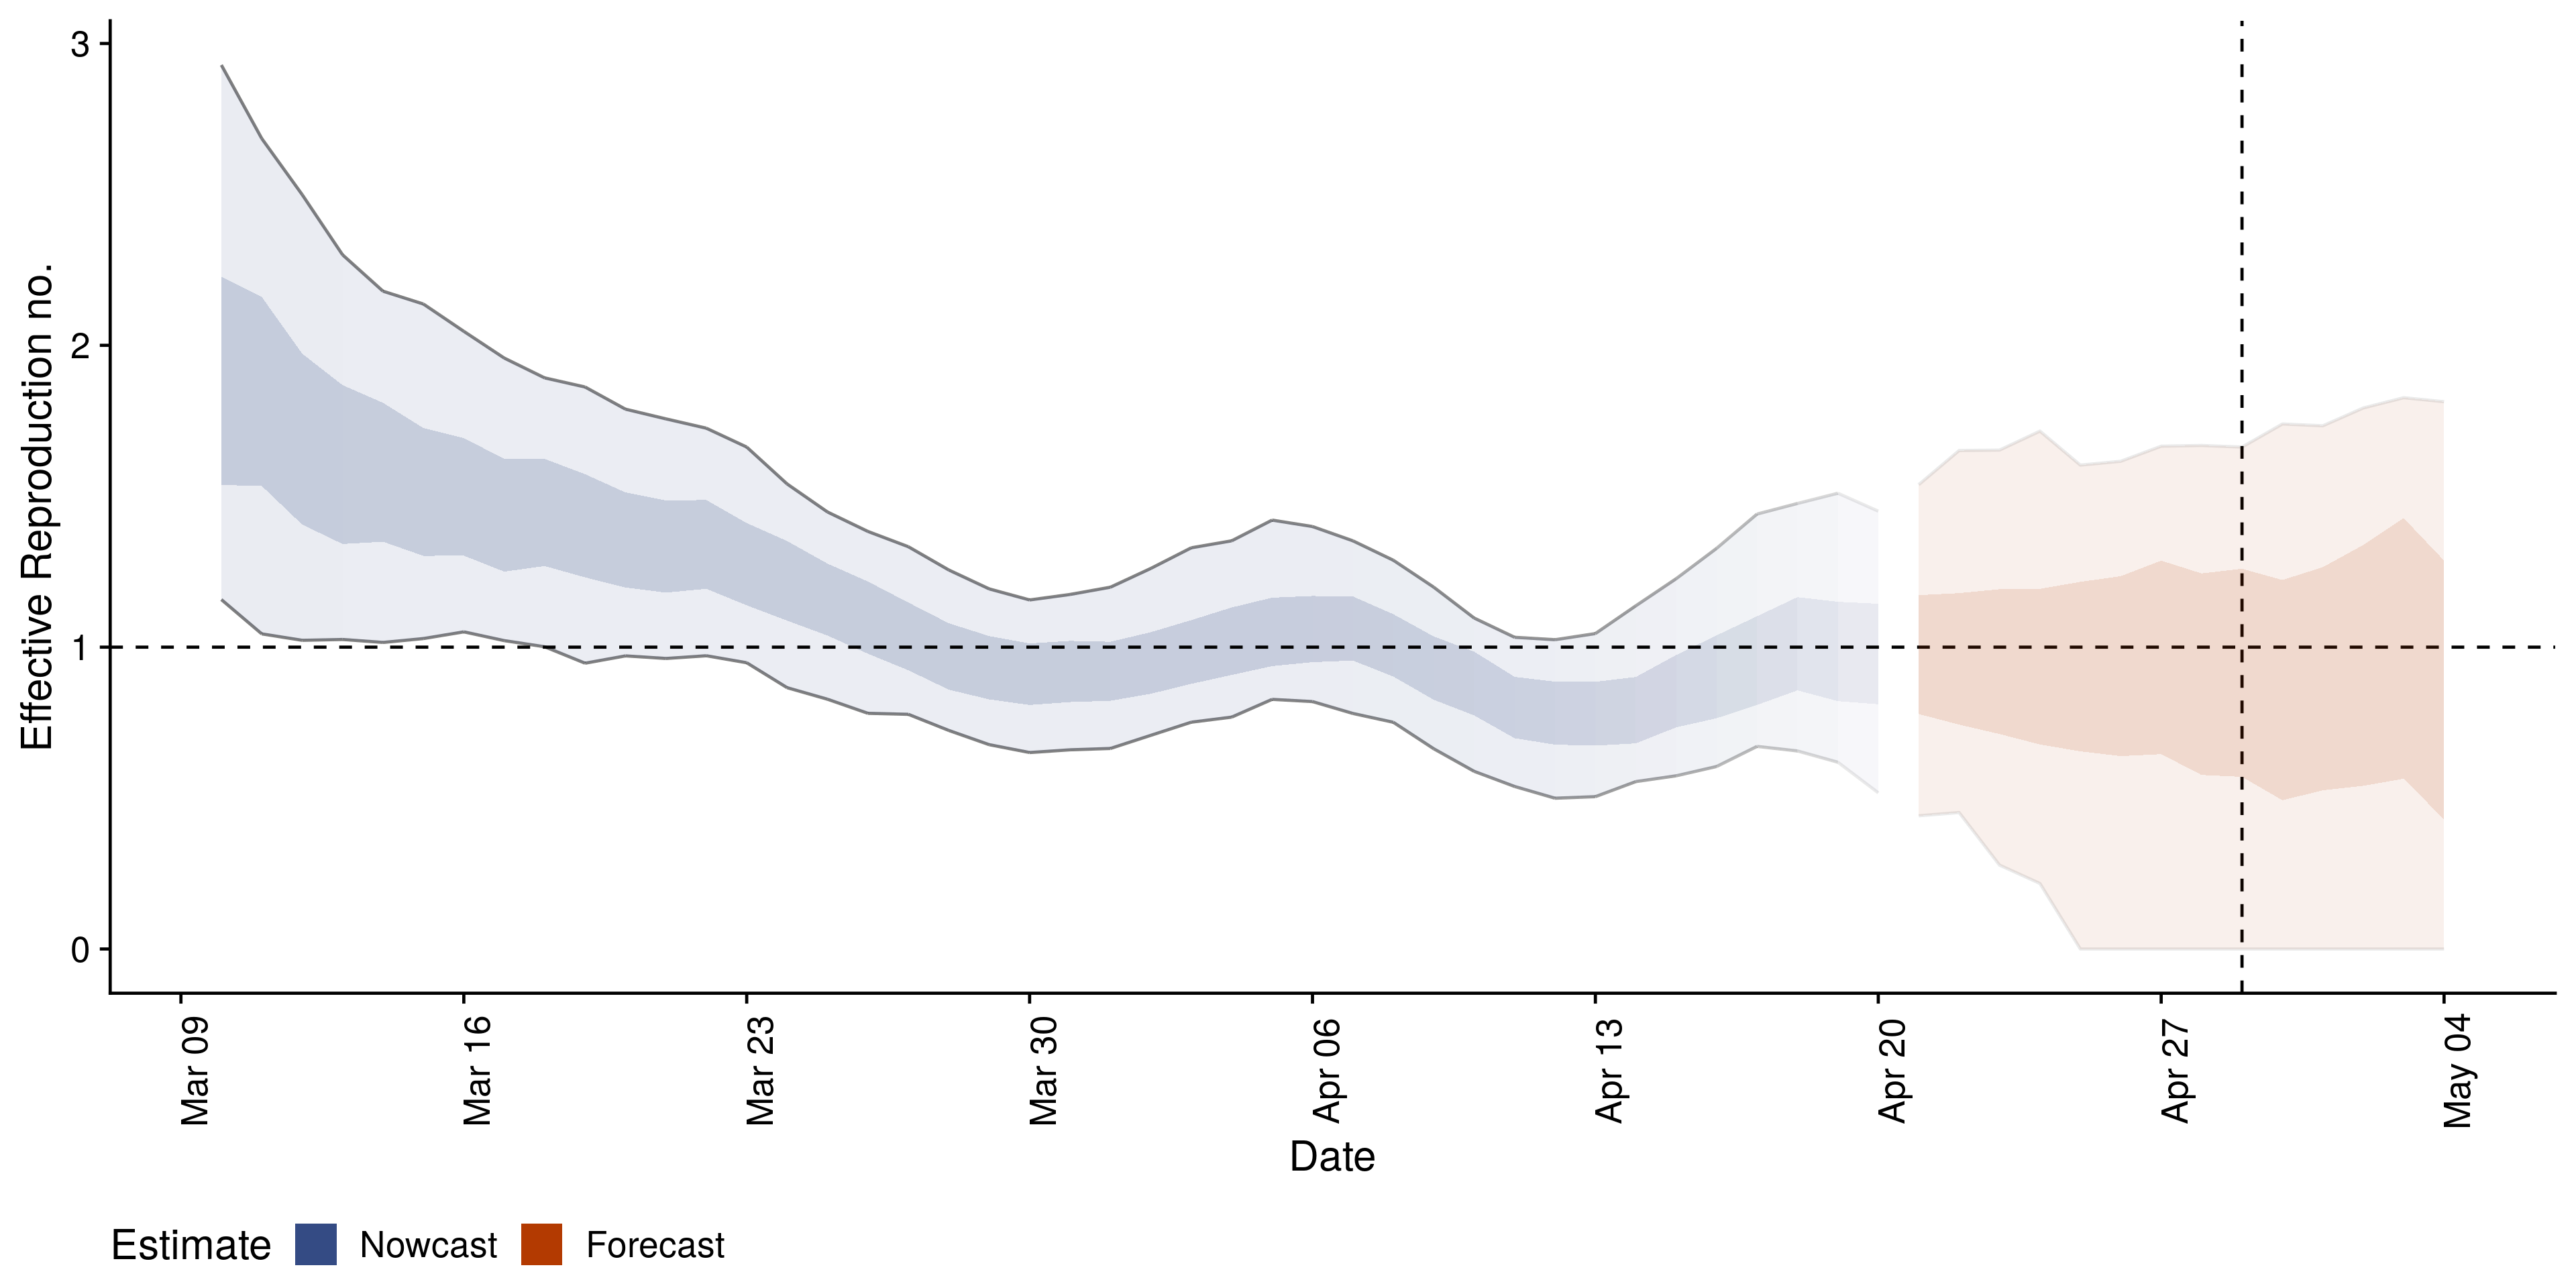 Effective Reproduction no.
3
2
1
0
Mar 09
Mar 16
Mar 23
Mar 30
Apr 06
Apr 13
Apr 20
Apr 27
May 04
Date
Estimate Nowcast Forecast